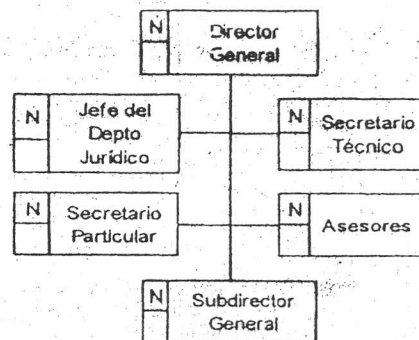 N Director
General
N Jefe del
Depto
Jurídico
N Secretario
Técnico
N Secretario
Particular
N Asesores
N Subdirector
General